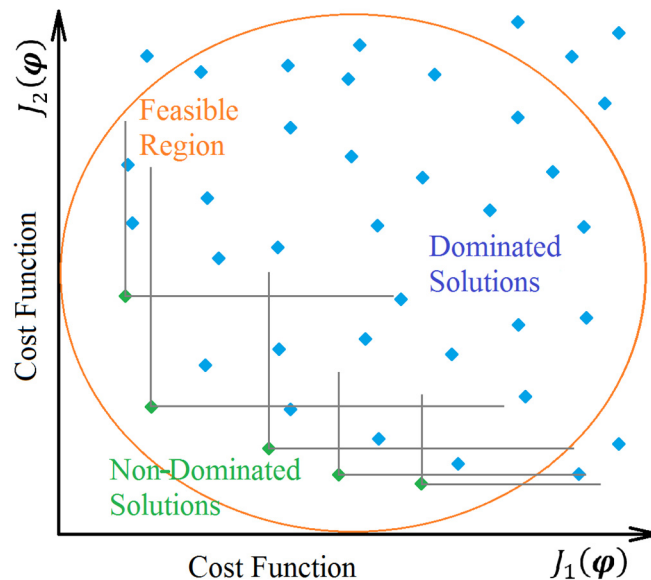 J₂(φ)
Cost Function
Feasible
Region
Dominated
Solutions
Non-Dominated
Solutions
Cost Function
J₁(φ)